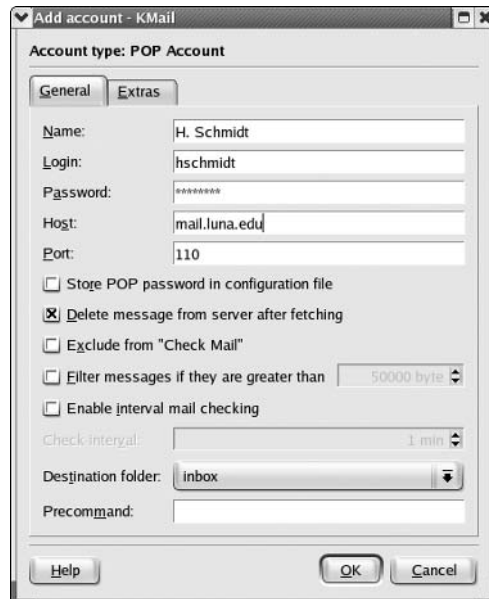 Add account - KMail
Account type: POP Account
General Extras
Name: H. Schmidt
Login: hschmidt
Password: ********
Host: mail.luna.edu
Port: 110
Store POP password in configuration file
Delete message from server after fetching
Exclude from "Check Mail"
Filter messages if they are greater than 50000 byte
Enable interval mail checking
Check interval: 1 min
Destination folder: inbox
Precommand:
Help OK Cancel